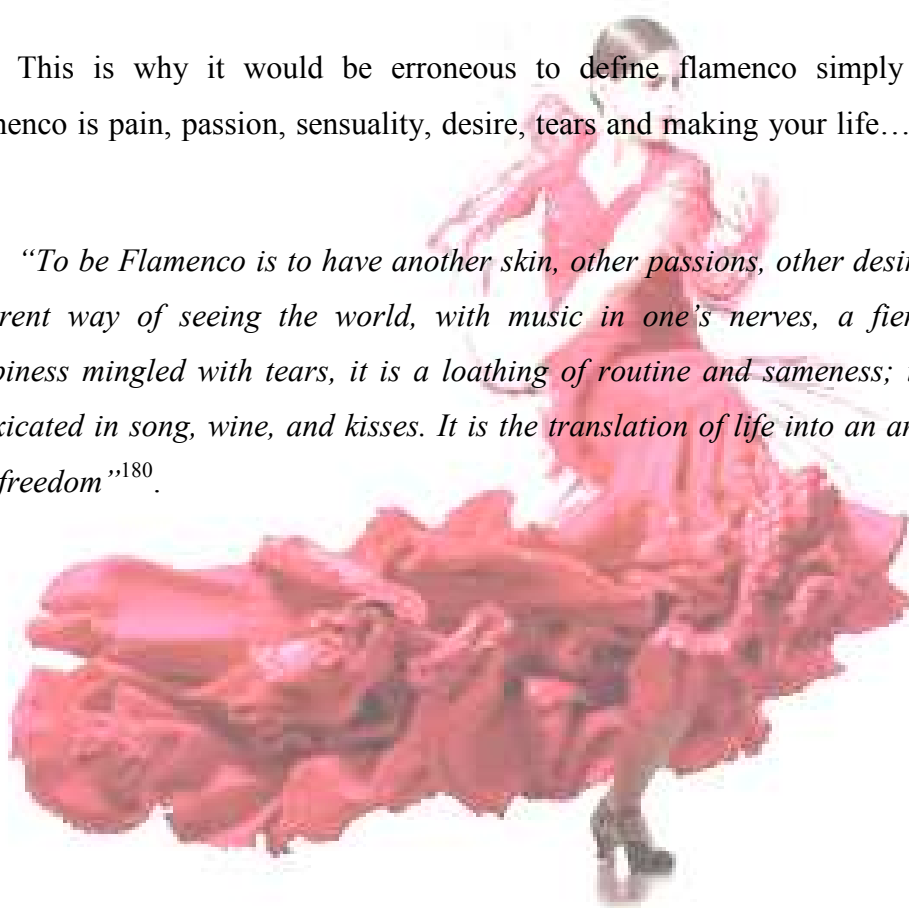 This is why it would be erroneous to define flamenco simply
menco is pain, passion, sensuality, desire, tears and making your life…
“To be Flamenco is to have another skin, other passions, other desir
rent way of seeing the world, with music in one’s nerves, a fier
piness mingled with tears, it is a loathing of routine and sameness;
xicated in song, wine, and kisses. It is the translation of life into an ar
freedom”180.